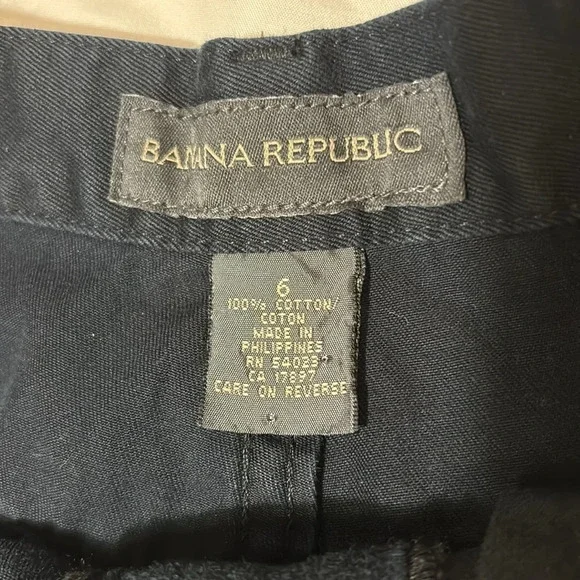 BANANA REPUBLIC
6
100% COTTON/
COTON
MADE IN
PHILIPPINES
RN 54023
CA 17897
CARE ON REVERSE